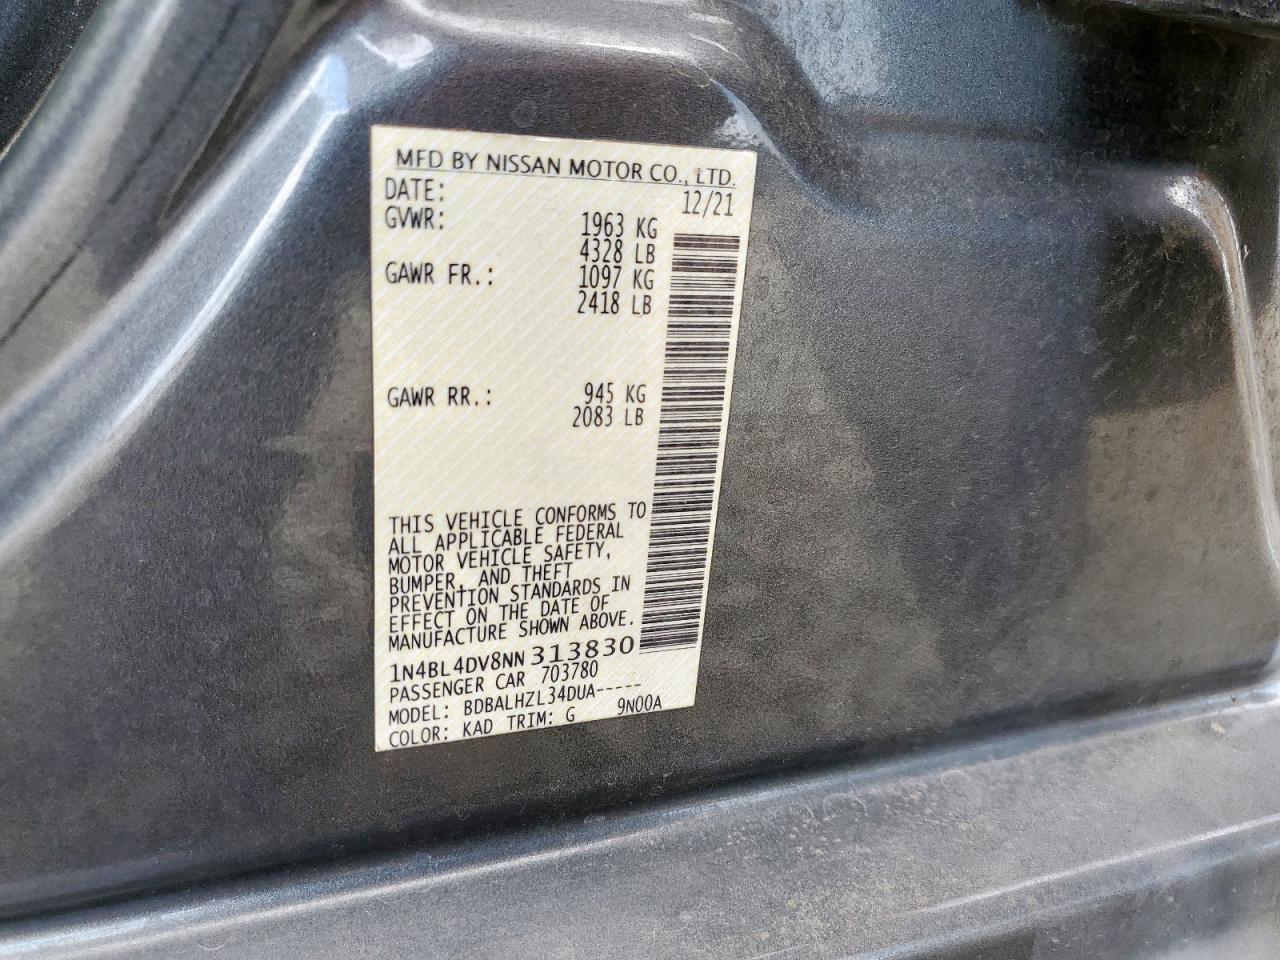 MFD BY NISSAN MOTOR CO., LTD.
DATE: 12/21
GVWR: 1963 KG
4328 LB
GAWR FR.: 1097 KG
2418 LB
GAWR RR.: 945 KG
2083 LB
THIS VEHICLE CONFORMS TO
ALL APPLICABLE FEDERAL
MOTOR VEHICLE SAFETY,
BUMPER, AND THEFT
PREVENTION STANDARDS IN
EFFECT ON THE DATE OF
MANUFACTURE SHOWN ABOVE.
1N4BL4DV8NN313830
PASSENGER CAR 703780
MODEL: BDBALHZL34DUA-----
COLOR: KAD TRIM: G 9N00A